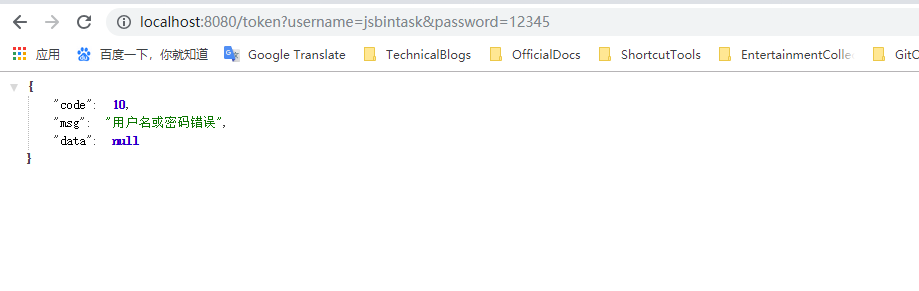 localhost:8080/token?username=jsbintask&password=12345
应用 百度一下，你就知道 Google Translate TechnicalBlogs OfficialDocs ShortcutTools EntertainmentColle GitC
{
"code": 10,
"msg": "用户名或密码错误",
"data": null
}